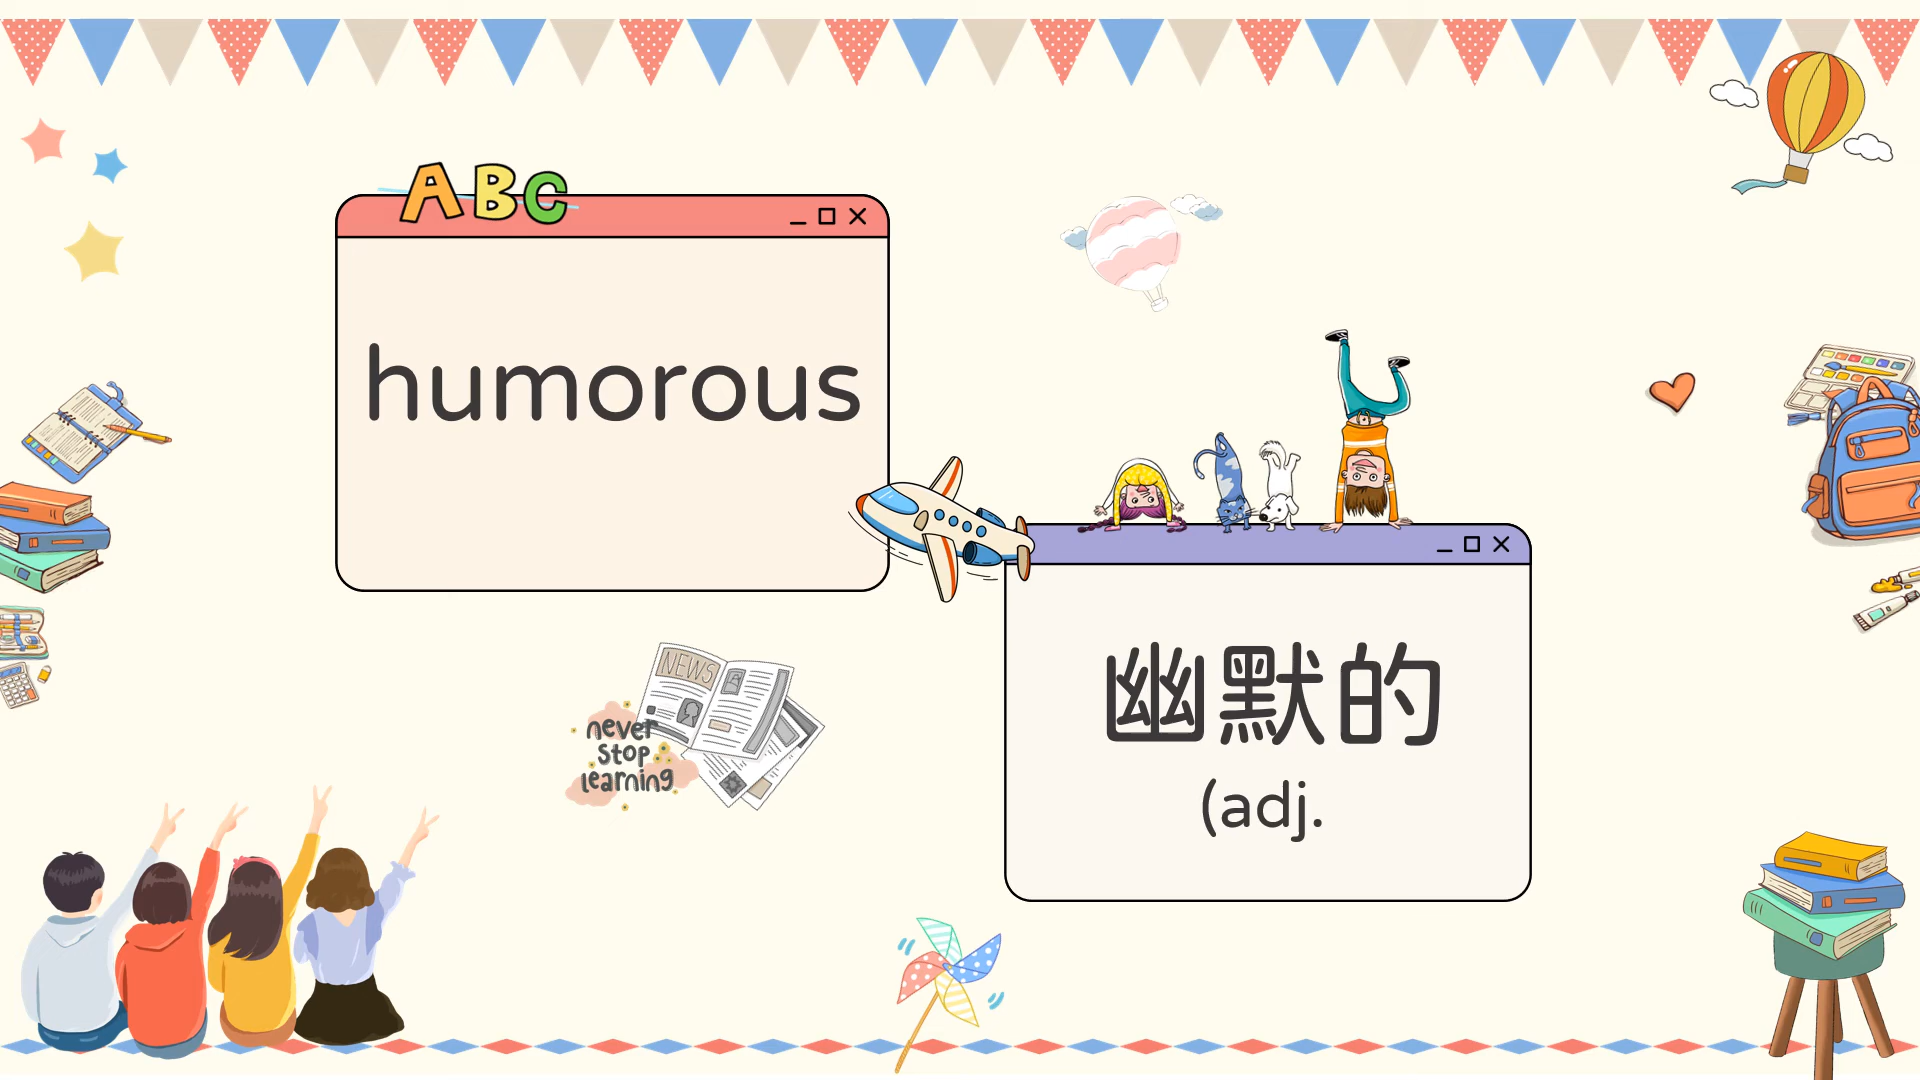 ABC
humorous
NEWS
never
stop
learning
幽默的
(adj.